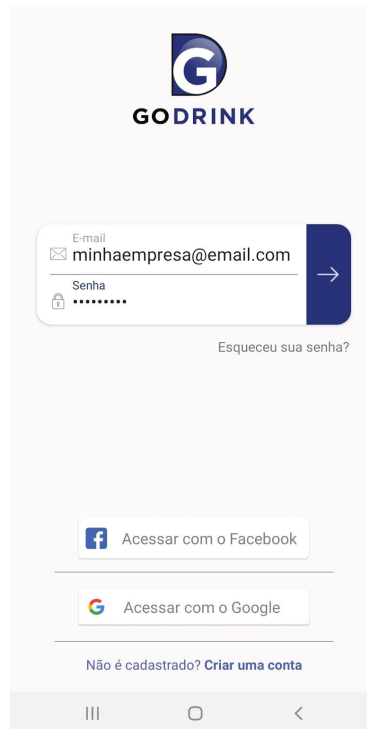 G
GODRINK
E-mail
minhaempresa@email.com
Senha
•••••••••
Esqueceu sua senha?
Acessar com o Facebook
Acessar com o Google
Não é cadastrado? Criar uma conta